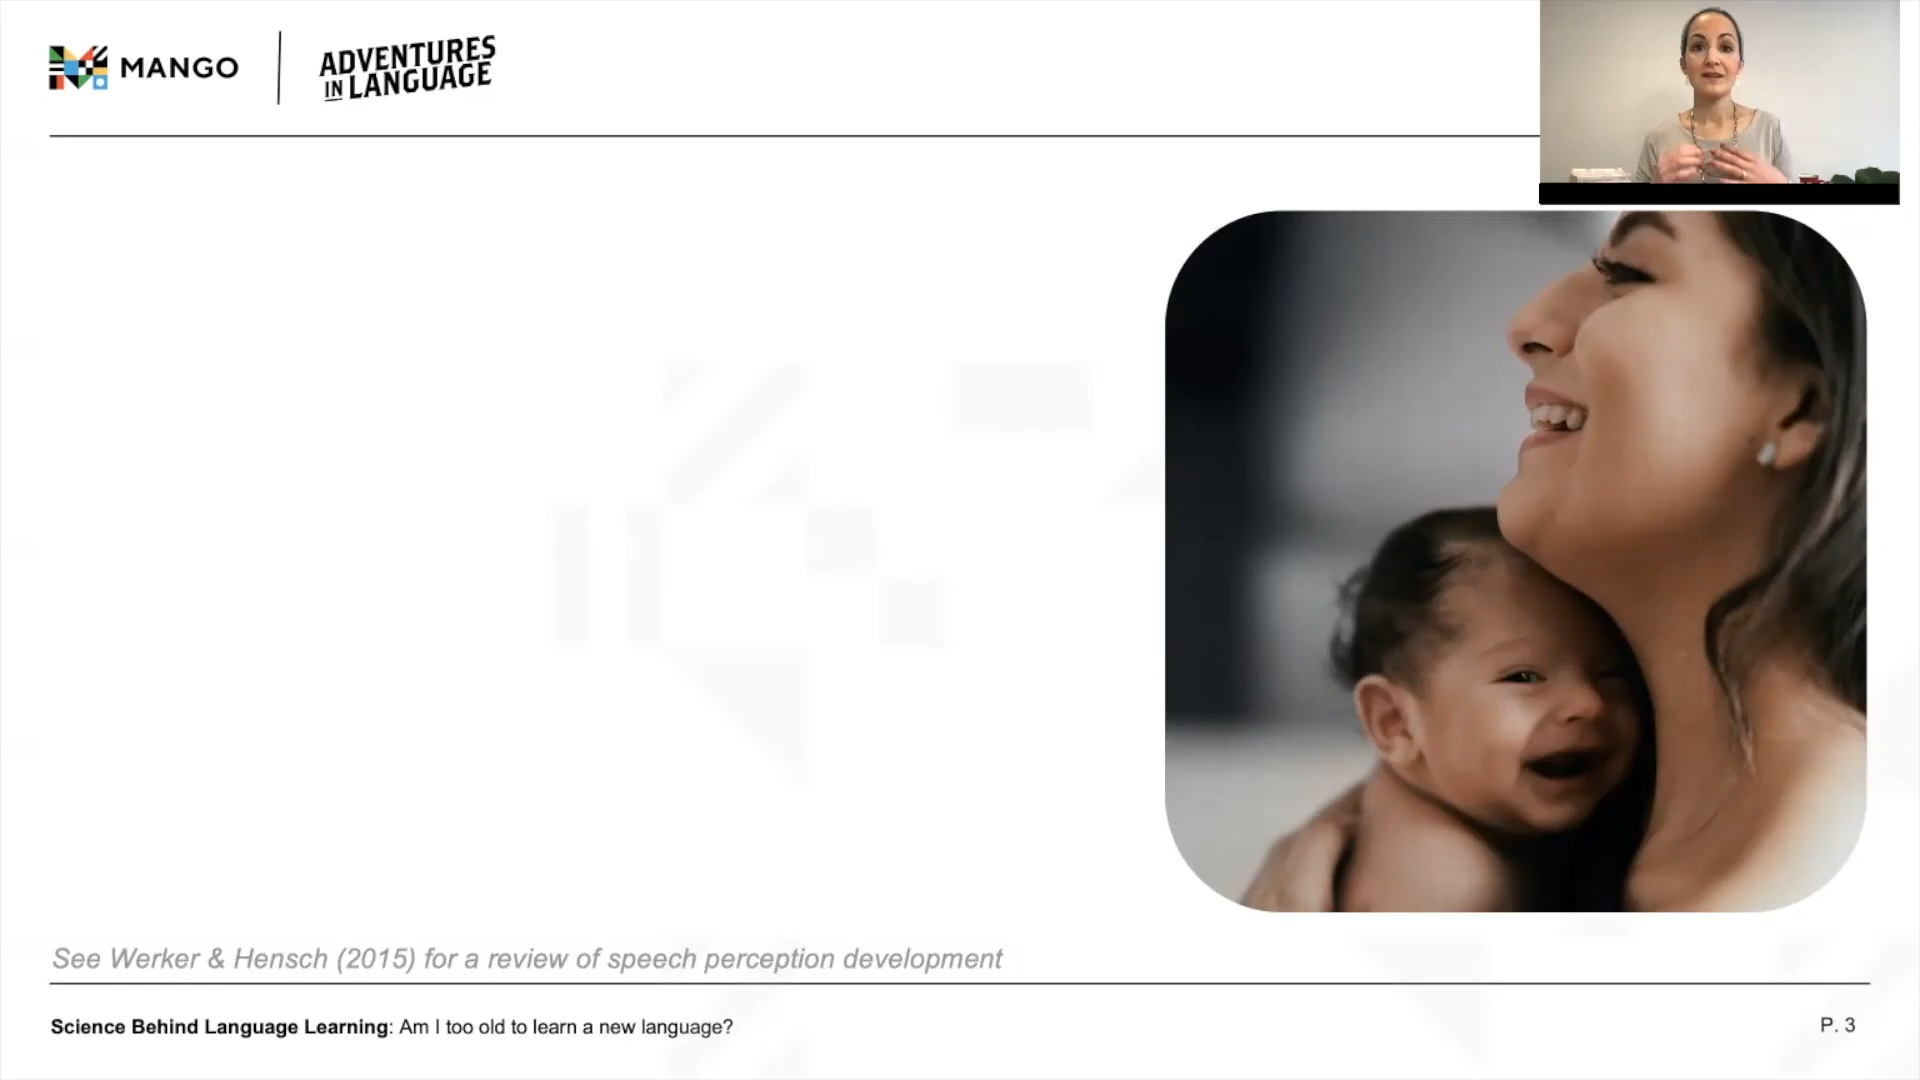 MANGO
ADVENTURES
IN LANGUAGE
See Werker & Hensch (2015) for a review of speech perception development
Science Behind Language Learning: Am I too old to learn a new language?
P. 3